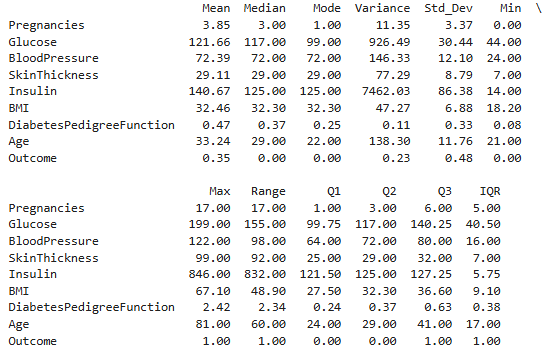 Mean Median Mode Variance Std_Dev Min \
Pregnancies 3.85 3.00 1.00 11.35 3.37 0.00
Glucose 121.66 117.00 99.00 926.49 30.44 44.00
BloodPressure 72.39 72.00 72.00 146.33 12.10 24.00
SkinThickness 29.11 29.00 29.00 77.29 8.79 7.00
Insulin 140.67 125.00 125.00 7462.03 86.38 14.00
BMI 32.46 32.30 32.30 47.27 6.88 18.20
DiabetesPedigreeFunction 0.47 0.37 0.25 0.11 0.33 0.08
Age 33.24 29.00 22.00 138.30 11.76 21.00
Outcome 0.35 0.00 0.00 0.23 0.48 0.00
Max Range Q1 Q2 Q3 IQR
Pregnancies 17.00 17.00 1.00 3.00 6.00 5.00
Glucose 199.00 155.00 99.75 117.00 140.25 40.50
BloodPressure 122.00 98.00 64.00 72.00 80.00 16.00
SkinThickness 99.00 92.00 25.00 29.00 32.00 7.00
Insulin 846.00 832.00 121.50 125.00 127.25 5.75
BMI 67.10 48.90 27.50 32.30 36.60 9.10
DiabetesPedigreeFunction 2.42 2.34 0.24 0.37 0.63 0.38
Age 81.00 60.00 24.00 29.00 41.00 17.00
Outcome 1.00 1.00 0.00 0.00 1.00 1.00